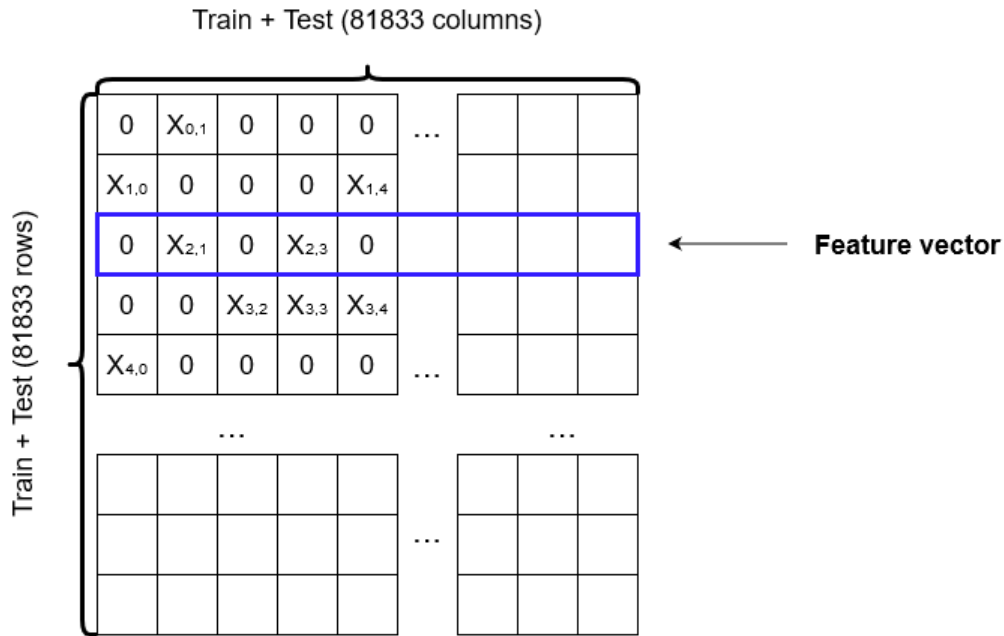 Train + Test (81833 columns)
0 X0,1 0 0 0 ...
X1,0 0 0 0 X1,4
0 X2,1 0 X2,3 0
Feature vector
0 0 X3,2 X3,3 X3,4
X4,0 0 0 0 0 ...
... ...
...
Train + Test (81833 rows)